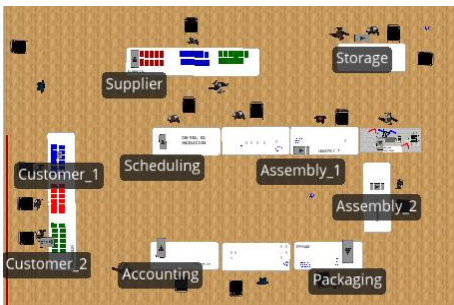 Supplier
Storage
Scheduling
Assembly_1
Customer_1
Assembly_2
Customer_2
Accounting
Packaging